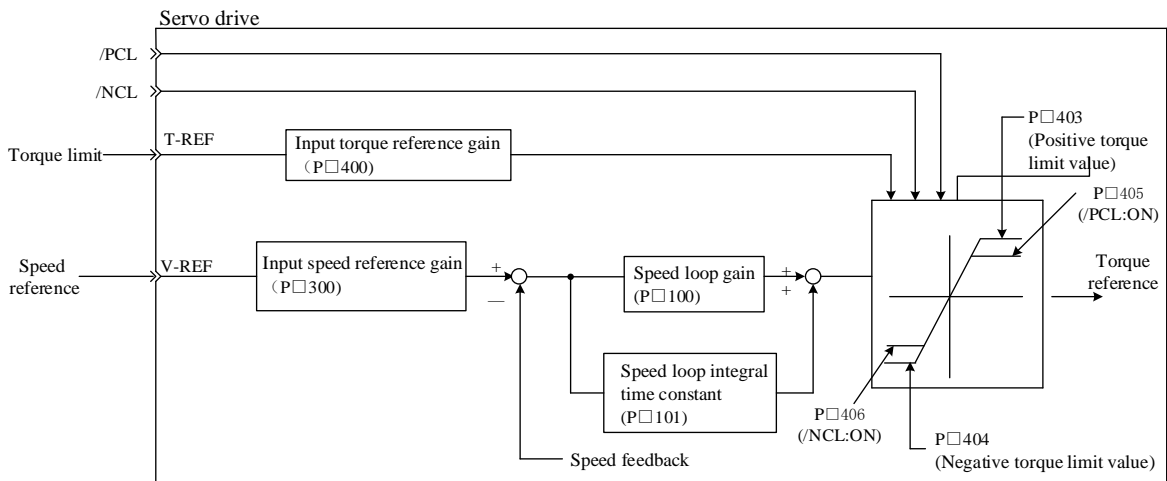 Servo drive
/PCL
/NCL
T-REF
Torque limit
Input torque reference gain
（P□400）
P□403
(Positive torque
limit value)
P□405
(/PCL:ON)
V-REF
Speed
reference
Input speed reference gain
（P□300）
+
—
Speed loop gain
(P□100)
+
+
Torque
reference
Speed loop integral
time constant
(P□101)
P□406
(/NCL:ON)
P□404
(Negative torque limit value)
Speed feedback